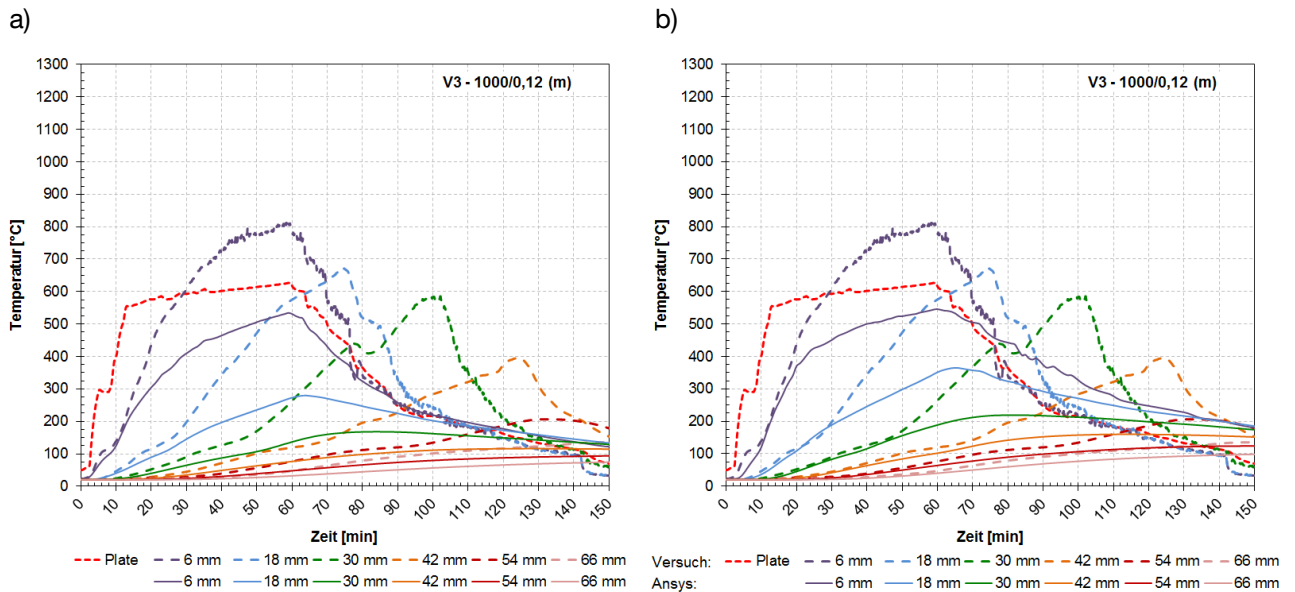 a)
V3 - 1000/0,12 (m)
Temperatur [°C]
1300
1200
1100
1000
900
800
700
600
500
400
300
200
100
0
0 10 20 30 40 50 60 70 80 90 100 110 120 130 140 150
Zeit [min]
Plate 6 mm 18 mm 30 mm 42 mm 54 mm 66 mm
6 mm 18 mm 30 mm 42 mm 54 mm 66 mm
b)
V3 - 1000/0,12 (m)
Temperatur [°C]
1300
1200
1100
1000
900
800
700
600
500
400
300
200
100
0
0 10 20 30 40 50 60 70 80 90 100 110 120 130 140 150
Zeit [min]
Versuch: Plate 6 mm 18 mm 30 mm 42 mm 54 mm 66 mm
Ansys: 6 mm 18 mm 30 mm 42 mm 54 mm 66 mm